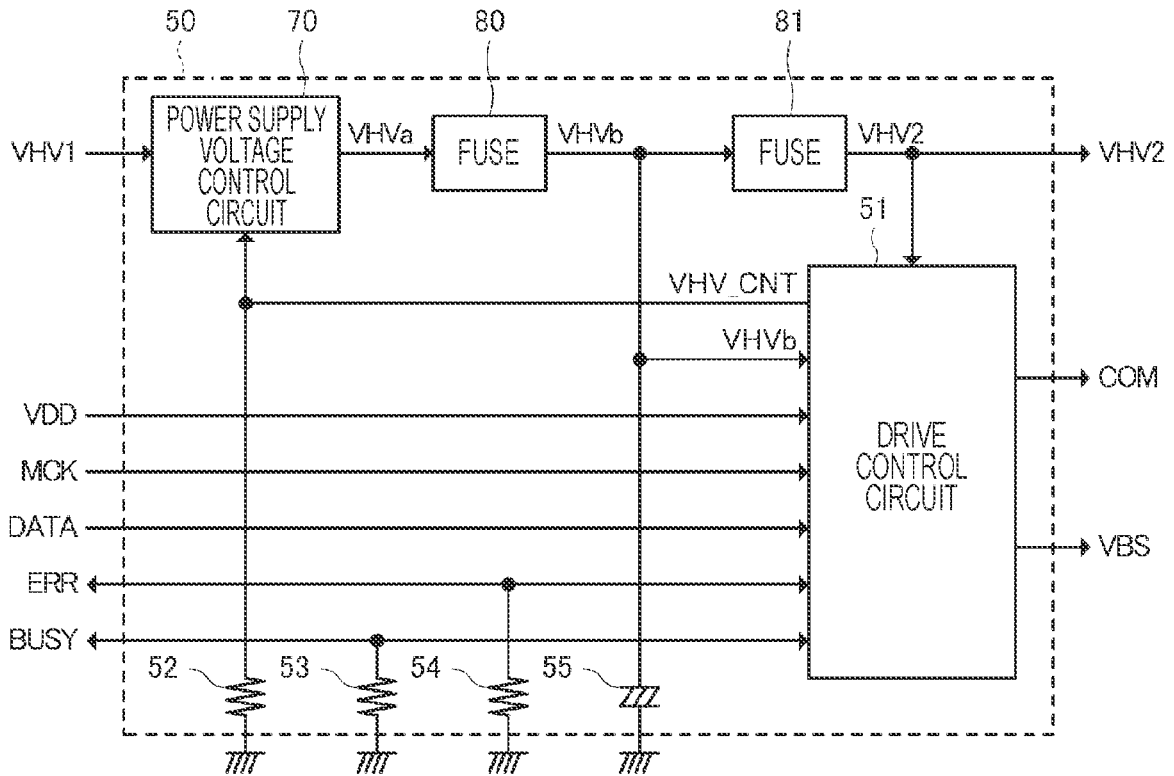 50
70
80
81
POWER SUPPLY
VOLTAGE
CONTROL
CIRCUIT
VHV1
VHVa
FUSE
VHVb
FUSE
VHV2
VHV2
51
VHV_CNT
VHVb
COM
VDD
MCK
DRIVE
CONTROL
CIRCUIT
DATA
VBS
ERR
BUSY
52
53
54
55